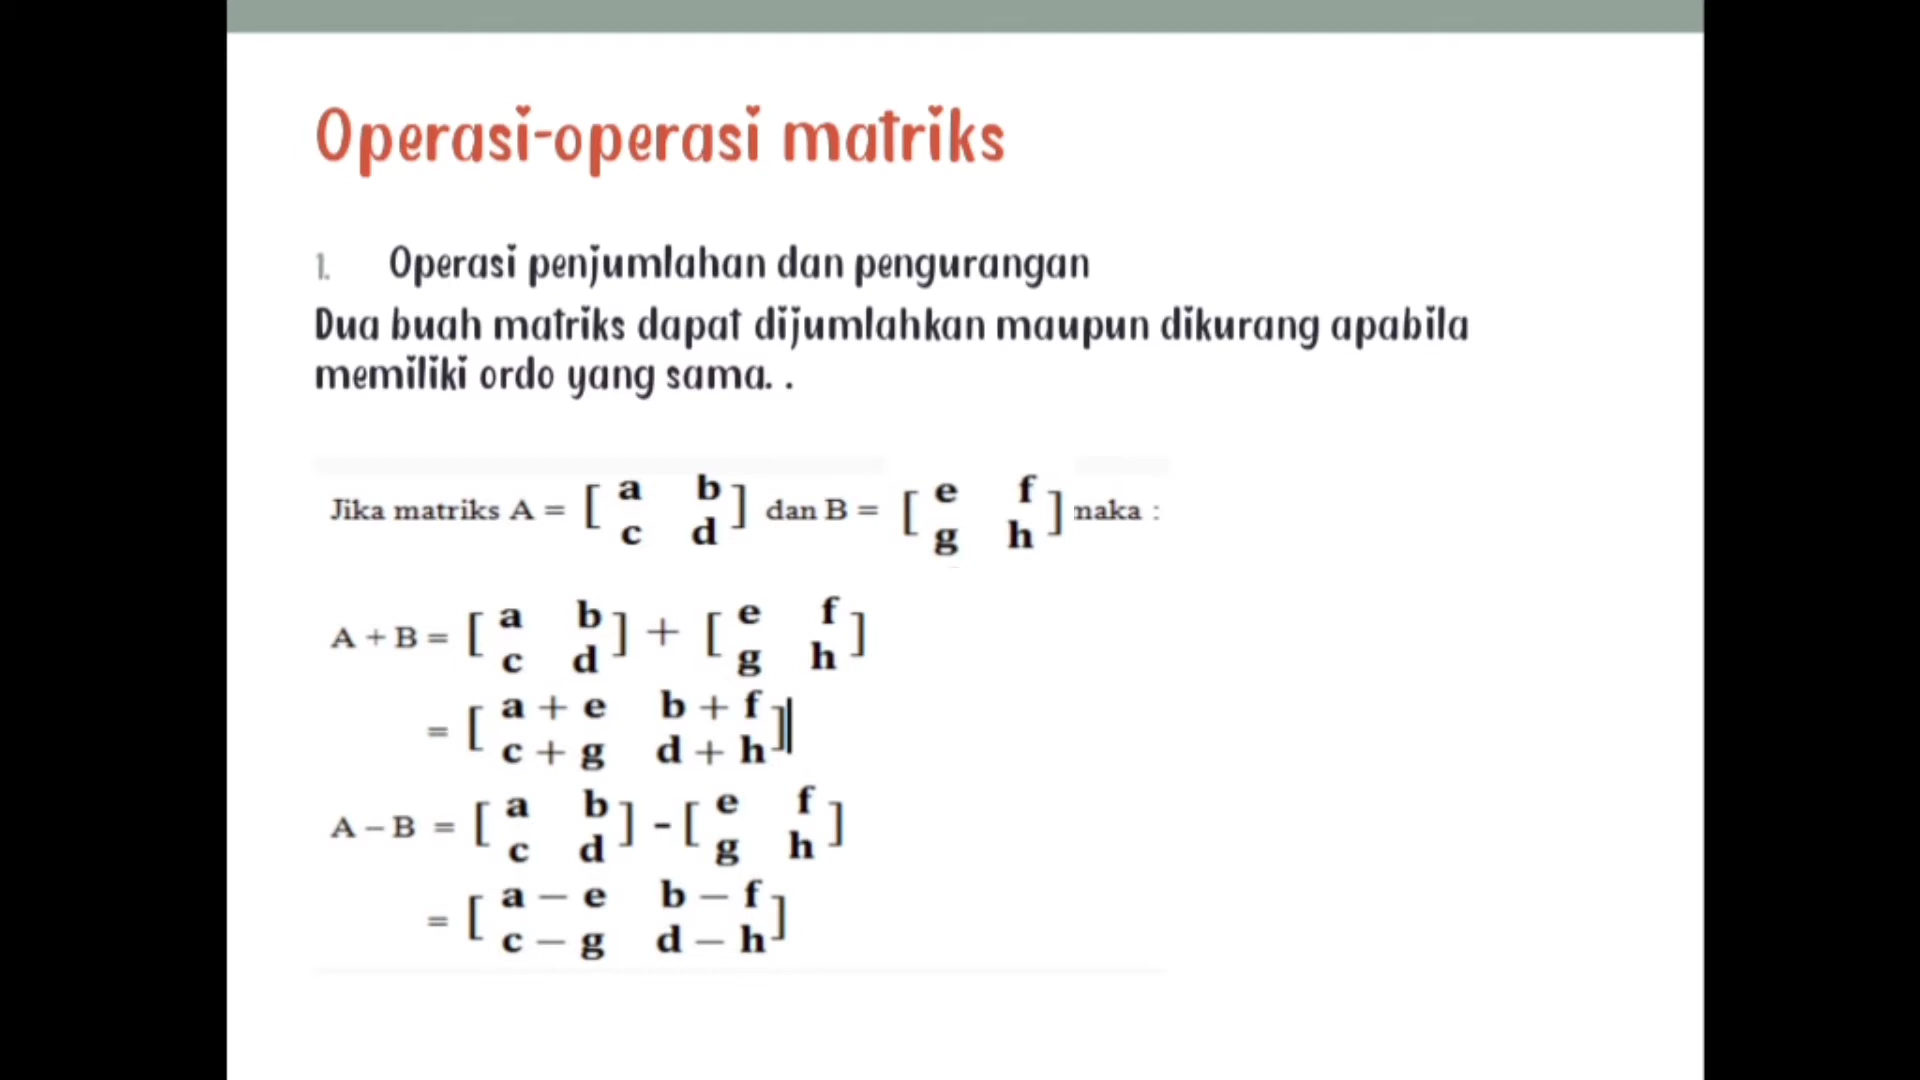 Operasi-operasi matriks
1. Operasi penjumlahan dan pengurangan
Dua buah matriks dapat dijumlahkan maupun dikurang apabila
memiliki ordo yang sama. .
Jika matriks A = [ a b c d ] dan B = [ e f g h ] naka :
A + B = [ a b c d ] + [ e f g h ]
= [ a + e b + f c + g d + h ]
A − B = [ a b c d ] - [ e f g h ]
= [ a − e b − f c − g d − h ]